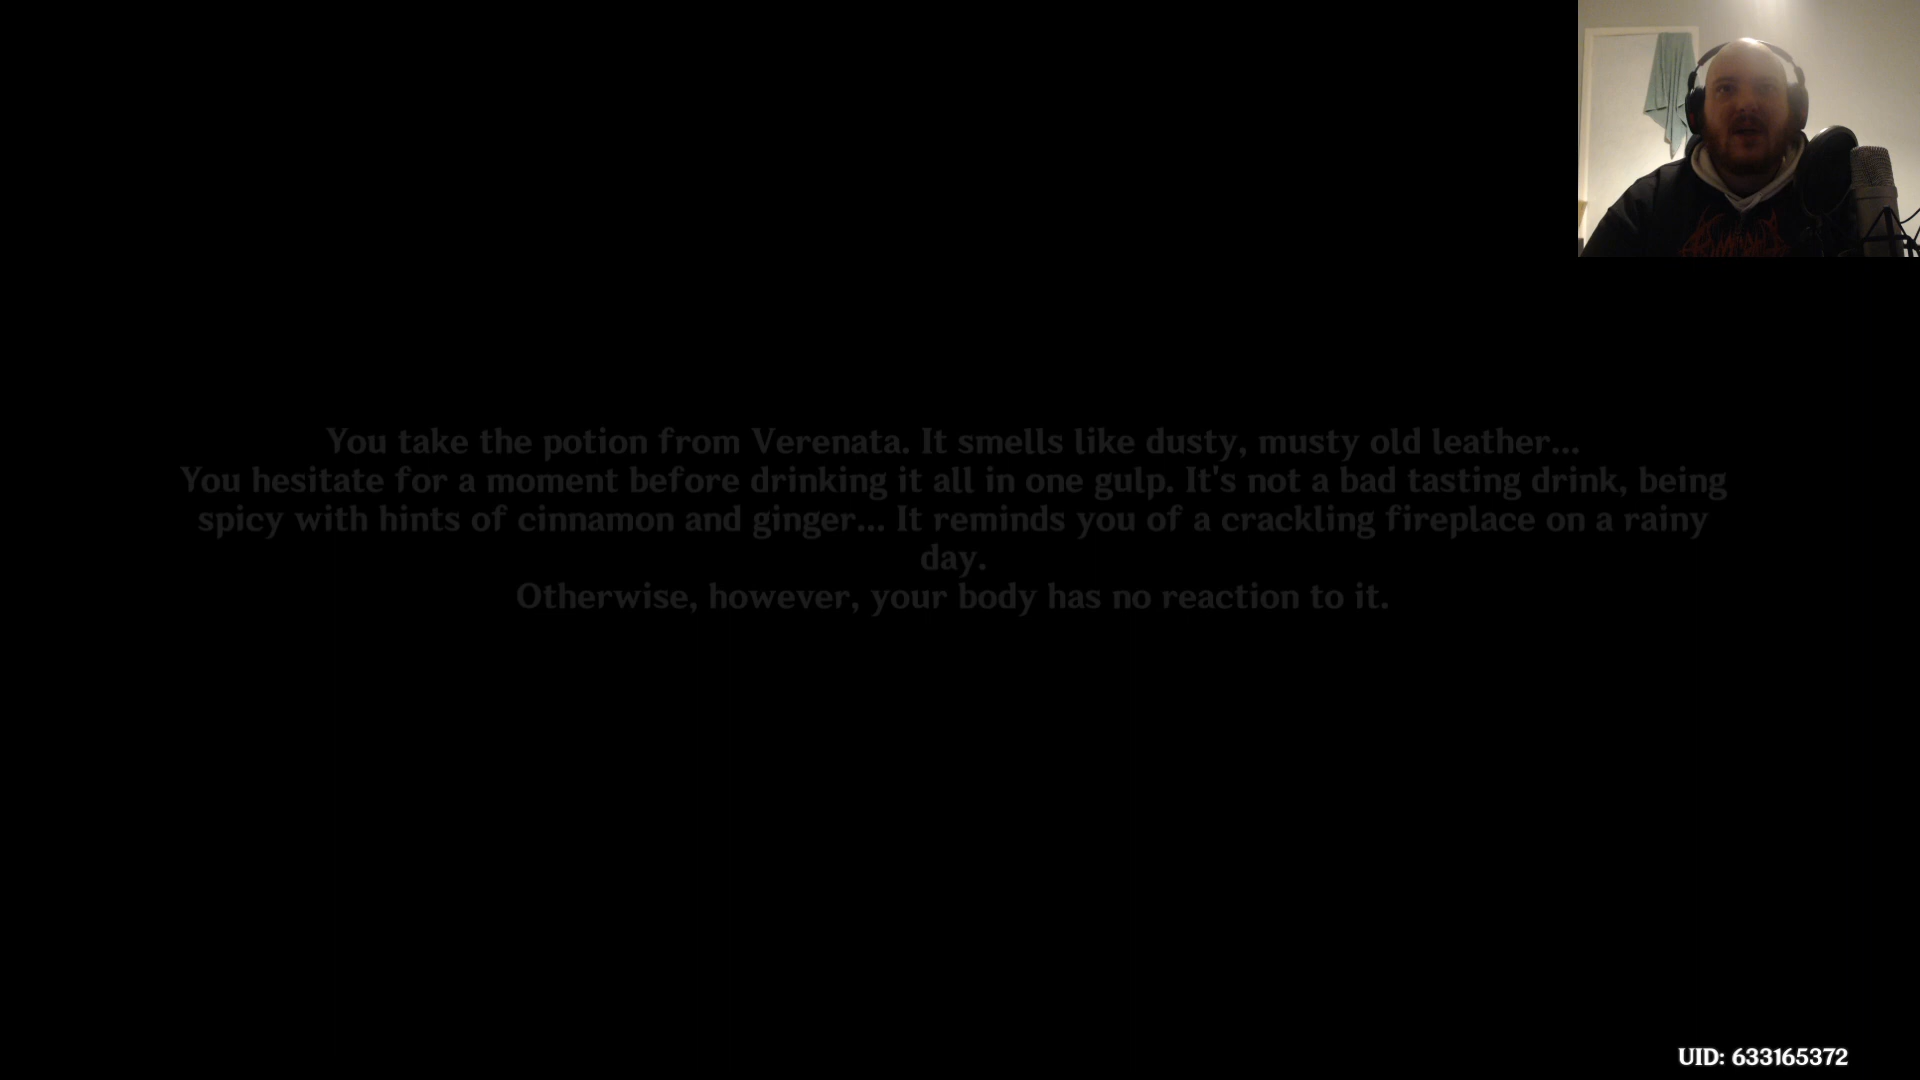 You take the potion from Verenata. It smells like dusty, musty old leather...
You hesitate for a moment before drinking it all in one gulp. It's not a bad tasting drink, being
spicy with hints of cinnamon and ginger... It reminds you of a crackling fireplace on a rainy
day.
Otherwise, however, your body has no reaction to it.
UID: 633165372